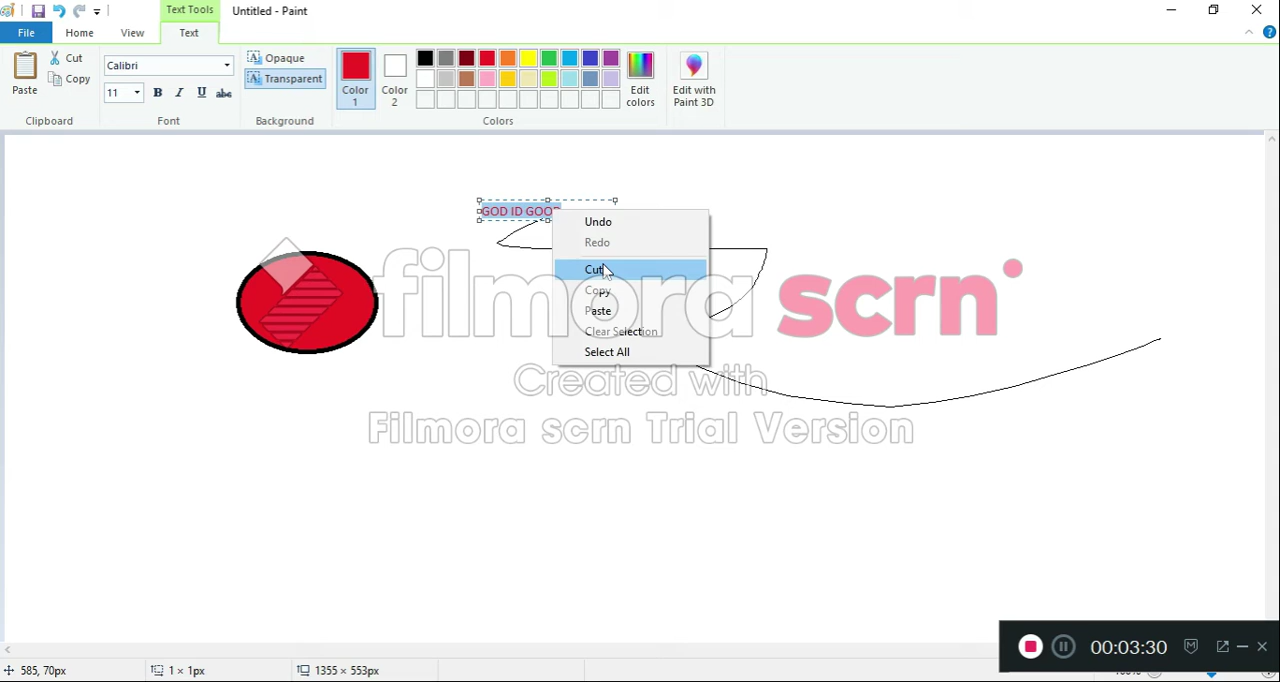 Text Tools Untitled - Paint
File Home View Text
Paste Cut Copy
Clipboard
Calibri
11 B I U abc
Font
Opaque
Transparent
Background
Color 1 Color 2
Edit colors
Colors
Edit with Paint 3D
GOD ID GOOD
Undo
Redo
Cut
Copy
Paste
Clear Selection
Select All
filmora scrn
Created with
Filmora scrn Trial Version
00:03:30
585, 70px 1 × 1px 1355 × 553px